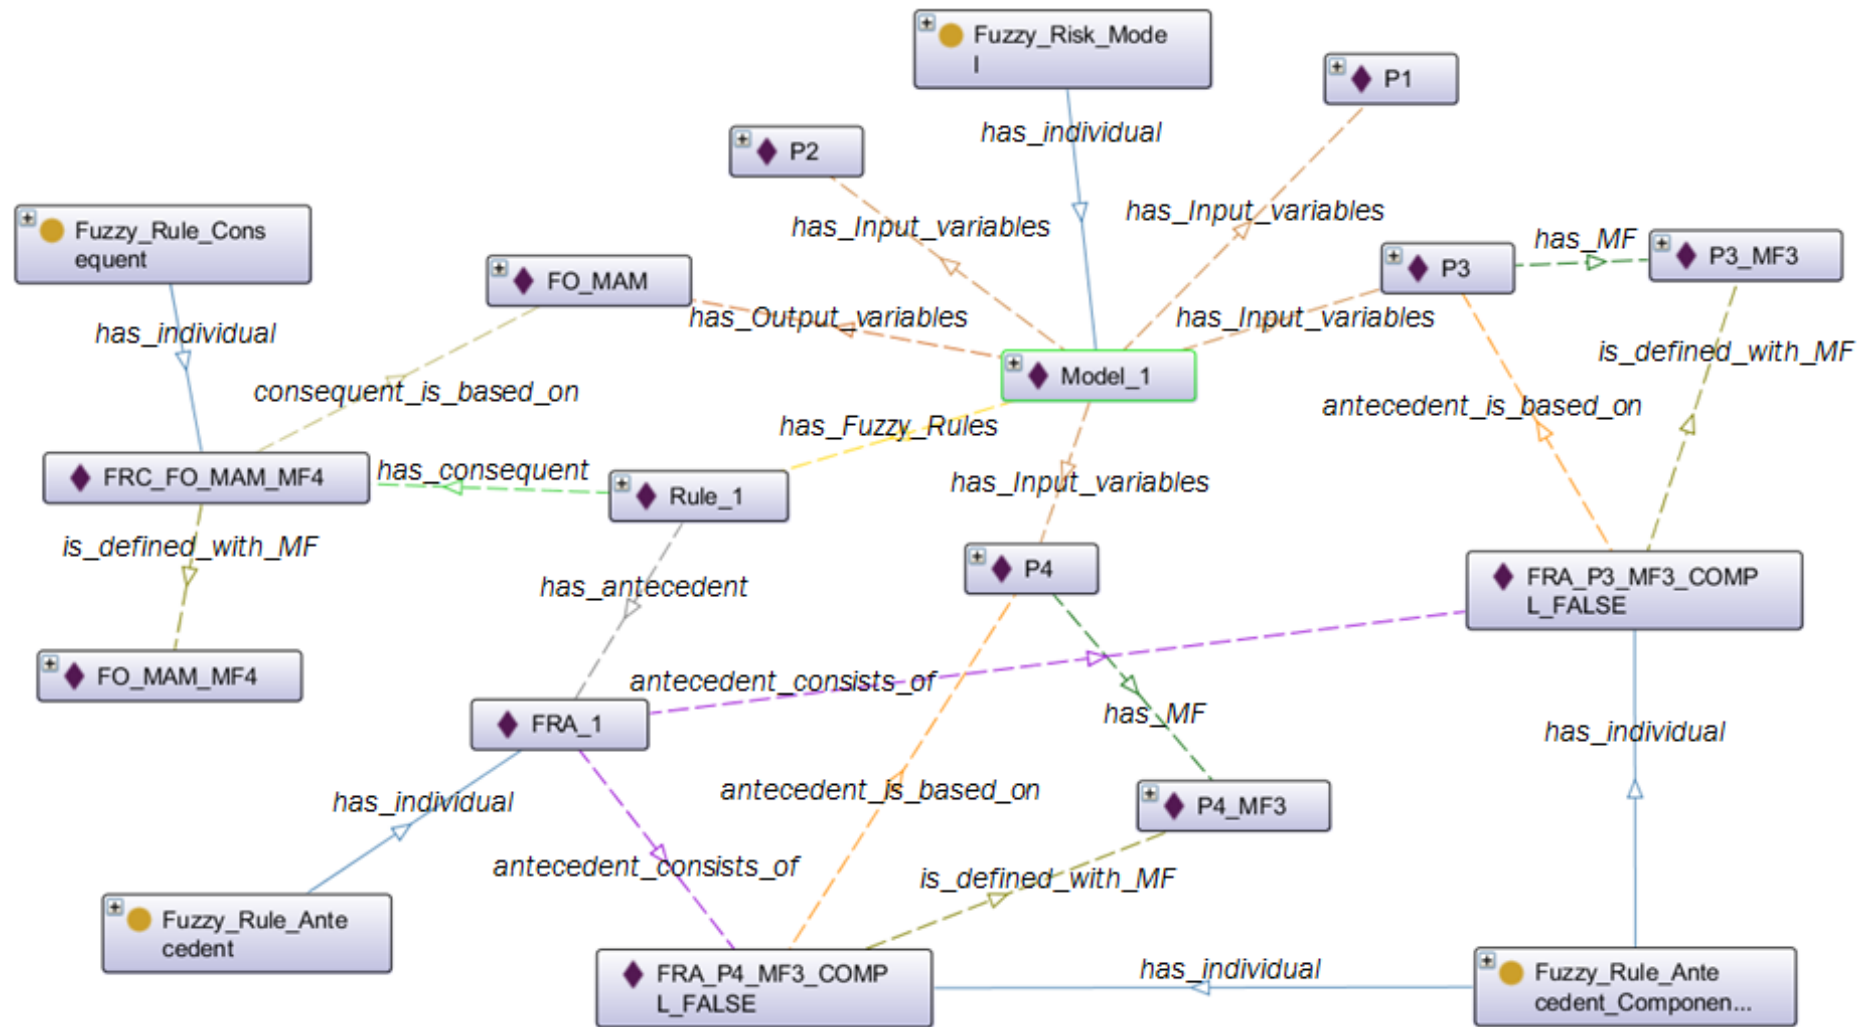 Fuzzy_Risk_Mode
l
P1
has_individual
P2
has_Input_variables
has_Input_variables
Fuzzy_Rule_Cons
equent
has_MF
P3_MF3
P3
FO_MAM
has_Output_variables
has_Input_variables
has_individual
is_defined_with_MF
Model_1
consequent_is_based_on
antecedent_is_based_on
has_Fuzzy_Rules
FRC_FO_MAM_MF4
has_consequent
Rule_1
has_Input_variables
is_defined_with_MF
P4
has_antecedent
FRA_P3_MF3_COMP
L_FALSE
FO_MAM_MF4
antecedent_consists_of
FRA_1
has_MF
has_individual
antecedent_is_based_on
has_individual
P4_MF3
antecedent_consists_of
is_defined_with_MF
Fuzzy_Rule_Ante
cedent
FRA_P4_MF3_COMP
L_FALSE
has_individual
Fuzzy_Rule_Ante
cedent_Componen...